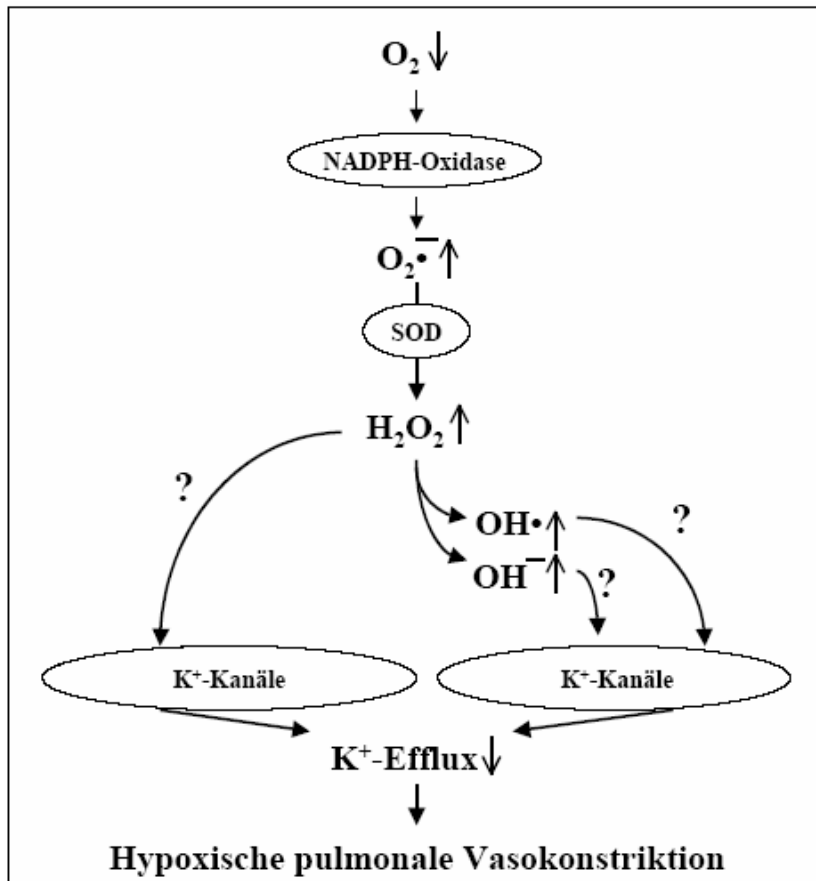 O₂ ↓
NADPH-Oxidase
O₂•̅ ↑
SOD
H₂O₂ ↑
?
OH• ↑
?
OH⁻ ↑
?
K⁺-Kanäle
K⁺-Kanäle
K⁺-Efflux ↓
Hypoxische pulmonale Vasokonstriktion